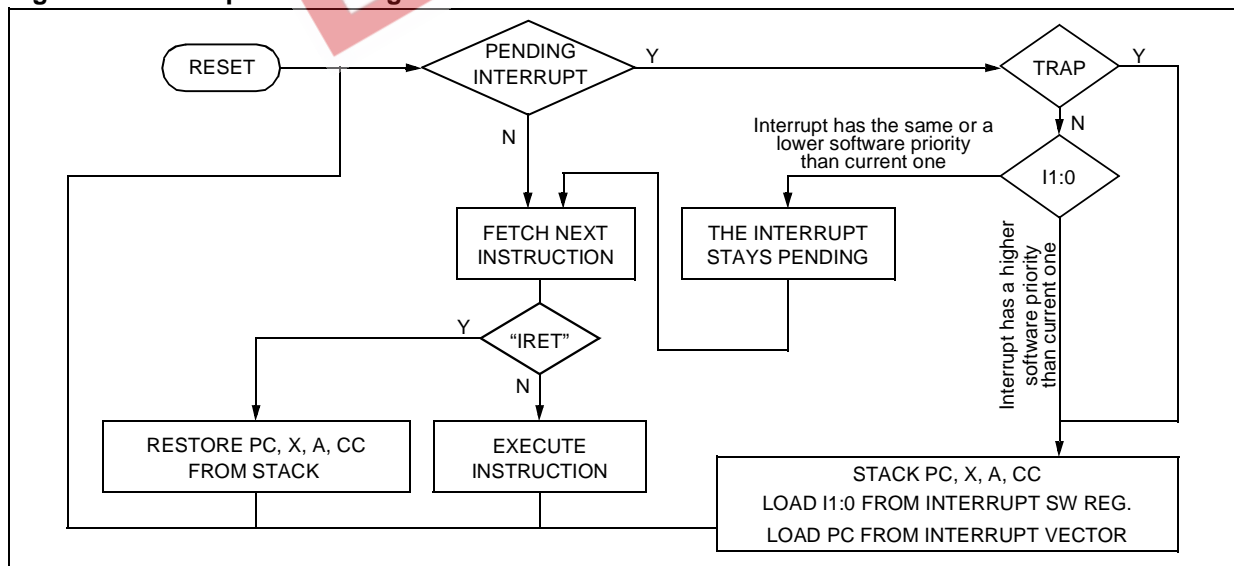 RESET
PENDING
INTERRUPT
Y
TRAP
Y
N
N
Interrupt has the same or a
lower software priority
than current one
I1:0
FETCH NEXT
INSTRUCTION
THE INTERRUPT
STAYS PENDING
Interrupt has a higher
software priority
than current one
Y
“IRET”
N
RESTORE PC, X, A, CC
FROM STACK
EXECUTE
INSTRUCTION
STACK PC, X, A, CC
LOAD I1:0 FROM INTERRUPT SW REG.
LOAD PC FROM INTERRUPT VECTOR